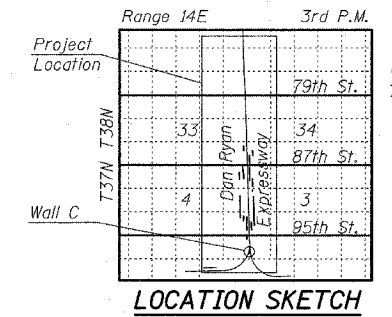 Range 14E 3rd P.M.
Project
Location
79th St.
T38N
33 34
87th St.
Dan Ryan
Expressway
T37N
4 3
Wall C
95th St.
LOCATION SKETCH